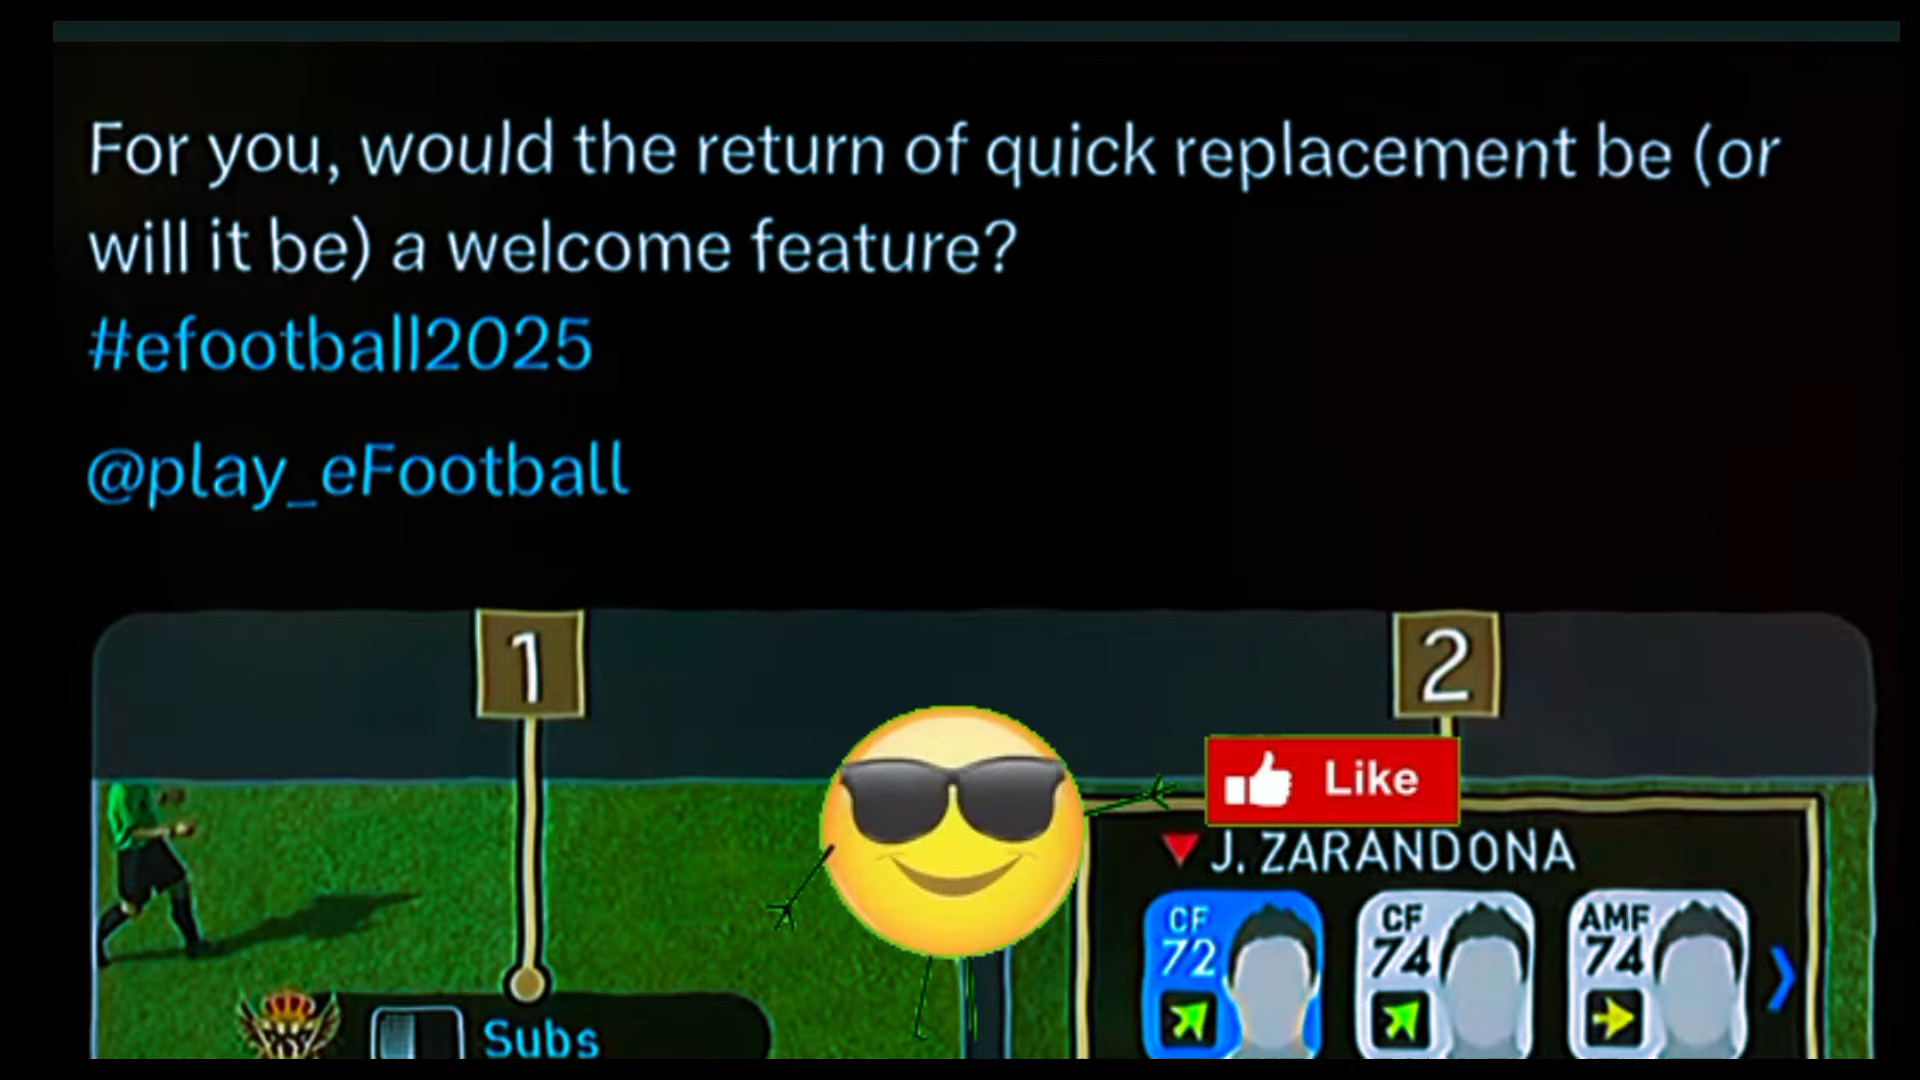 For you, would the return of quick replacement be (or
will it be) a welcome feature?
#efootball2025
@play_eFootball
1
2
Like
J. ZARANDONA
CF
72
CF
74
AMF
74
Subs